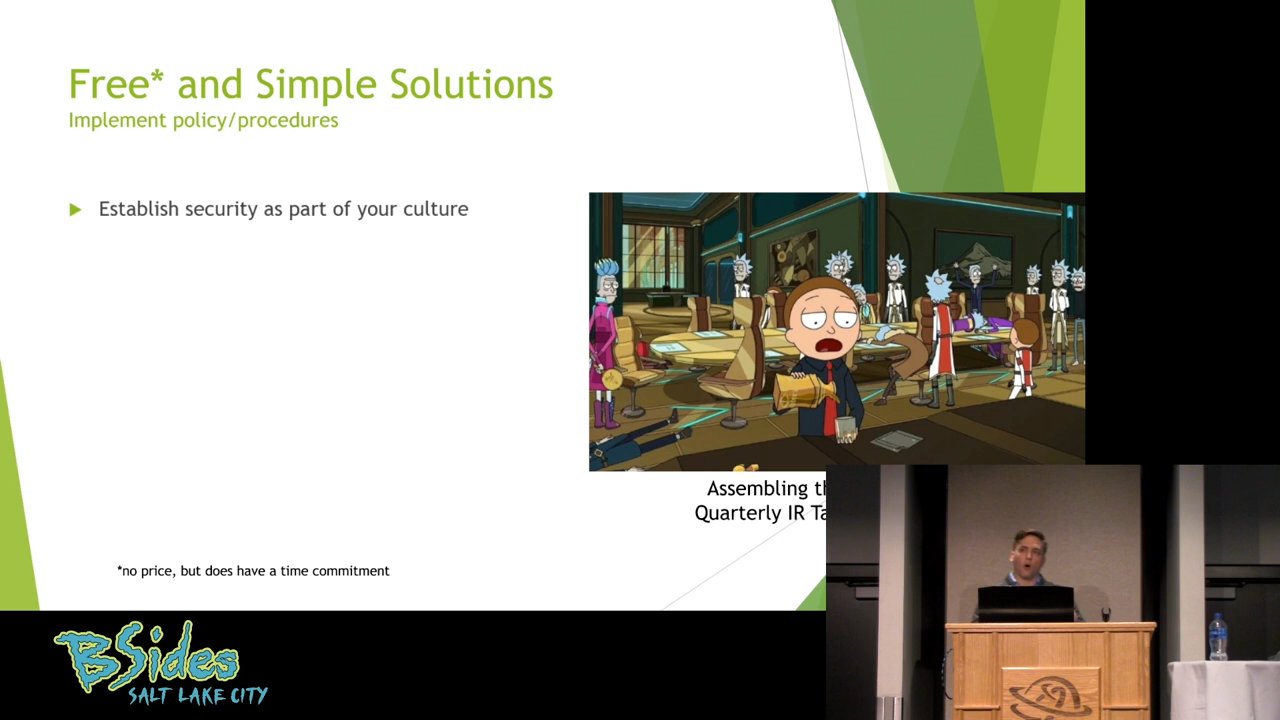 Free* and Simple Solutions
Implement policy/procedures
Establish security as part of your culture
Assembling
Quarterly IR
*no price, but does have a time commitment
BSides
SALT LAKE CITY